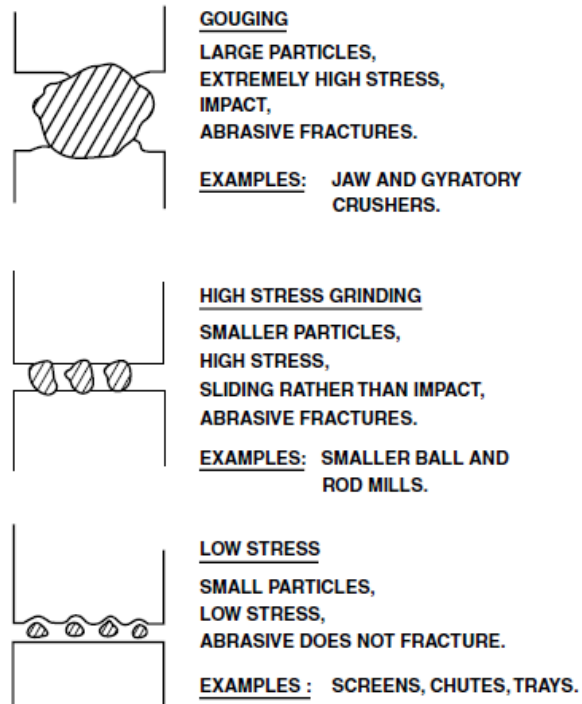 GOUGING
LARGE PARTICLES,
EXTREMELY HIGH STRESS,
IMPACT,
ABRASIVE FRACTURES.
EXAMPLES: JAW AND GYRATORY
CRUSHERS.
HIGH STRESS GRINDING
SMALLER PARTICLES,
HIGH STRESS,
SLIDING RATHER THAN IMPACT,
ABRASIVE FRACTURES.
EXAMPLES: SMALLER BALL AND
ROD MILLS.
LOW STRESS
SMALL PARTICLES,
LOW STRESS,
ABRASIVE DOES NOT FRACTURE.
EXAMPLES : SCREENS, CHUTES, TRAYS.